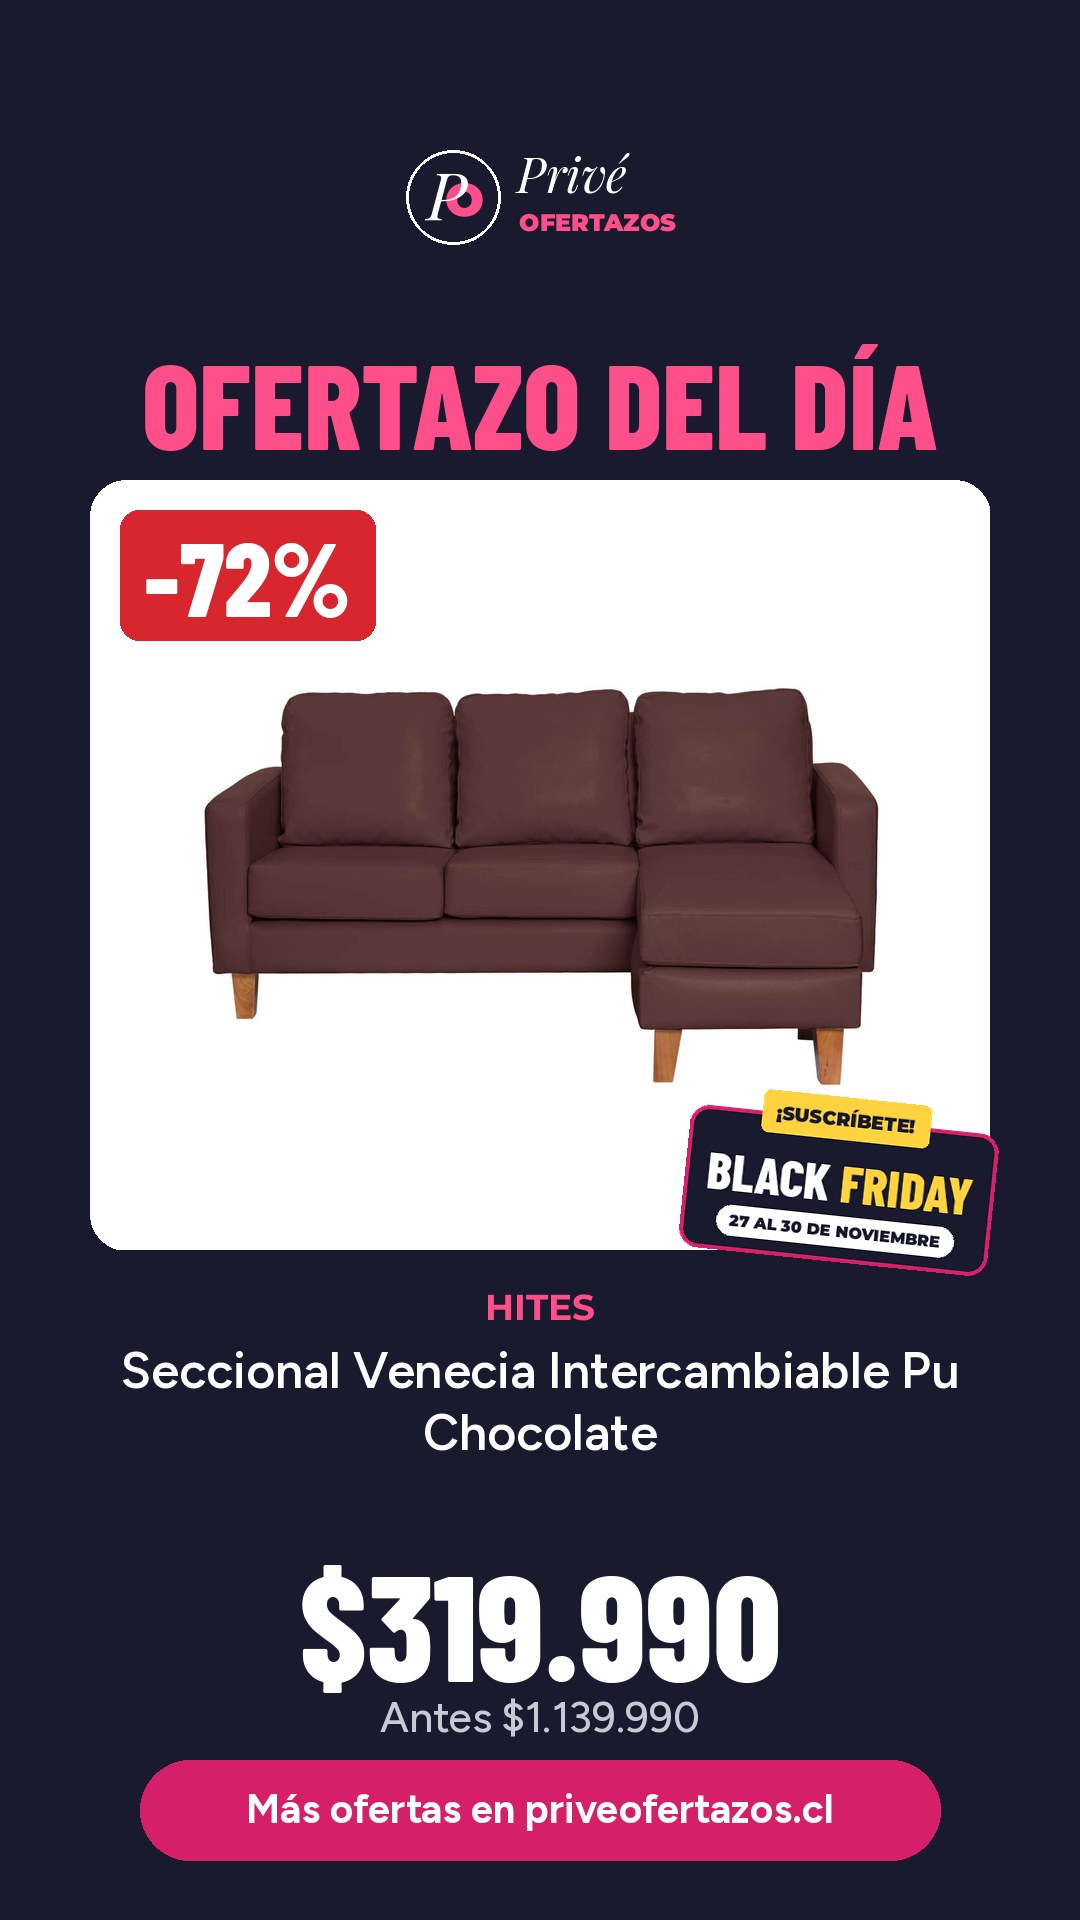 PO
Privé
OFERTAZOS
OFERTAZO DEL DÍA
-72%
¡SUSCRÍBETE!
BLACK FRIDAY
27 AL 30 DE NOVIEMBRE
HITES
Seccional Venecia Intercambiable Pu
Chocolate
$319.990
Antes $1.139.990
Más ofertas en priveofertazos.cl